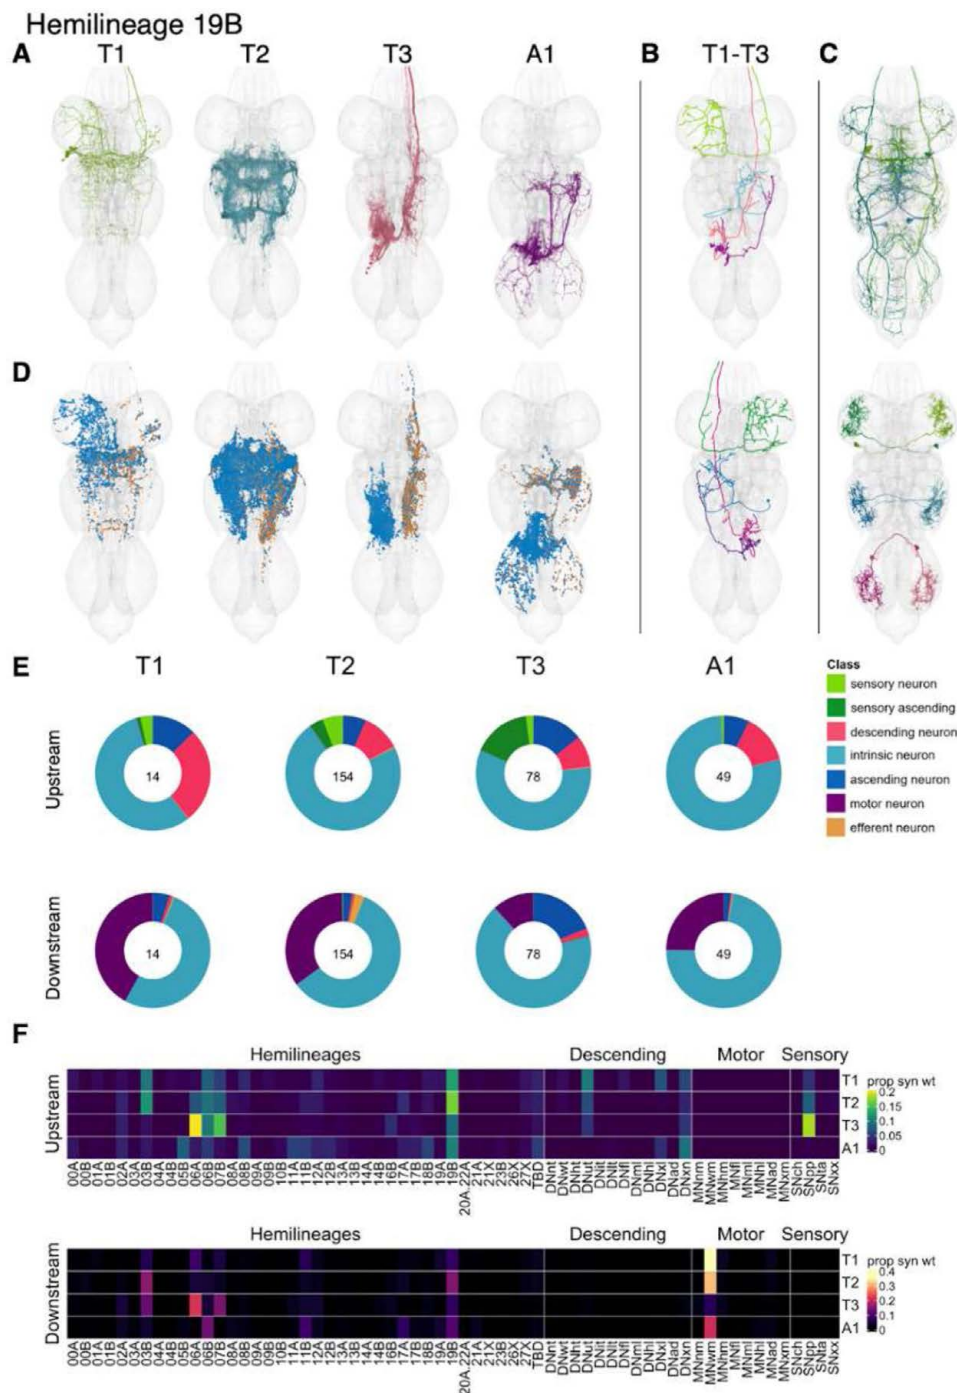 Hemilineage 19B
A T1 T2 T3 A1 B T1-T3 C
D
E T1 T2 T3 A1
Class
sensory neuron
sensory ascending
descending neuron
intrinsic neuron
ascending neuron
motor neuron
efferent neuron
Upstream
14 154 78 49
Downstream
14 154 78 49
F
Hemilineages Descending Motor Sensory
Upstream
T1
T2
T3
A1
prop syn wt
0.2
0.15
0.1
0.05
0
00A 00B 01A 01B 02A 03A 03B 04A 04B 05B 06A 06B 07B 08A 08B 09A 09B 10B 11A 11B 12A 12B 13A 13B 14A 14B 16B 17A 17B 18B 19A 19B 20A.22A 21A 21X 23B 26X 27X TBD DNnt DNwt DNht DNut DNit DNlt DNfl DNml DNhl DNxl DNad DNxn MNnm MNwm MNhm MNfl MNml MNhl MNad MNxm SNch SNpp SNta SNxx
Hemilineages Descending Motor Sensory
Downstream
T1
T2
T3
A1
prop syn wt
0.4
0.3
0.2
0.1
0
00A 00B 01A 01B 02A 03A 03B 04A 04B 05B 06A 06B 07B 08A 08B 09A 09B 10B 11A 11B 12A 12B 13A 13B 14A 14B 16B 17A 17B 18B 19A 19B 20A.22A 21A 21X 23B 26X 27X TBD DNnt DNwt DNht DNut DNit DNlt DNfl DNml DNhl DNxl DNad DNxn MNnm MNwm MNhm MNfl MNml MNhl MNad MNxm SNch SNpp SNta SNxx